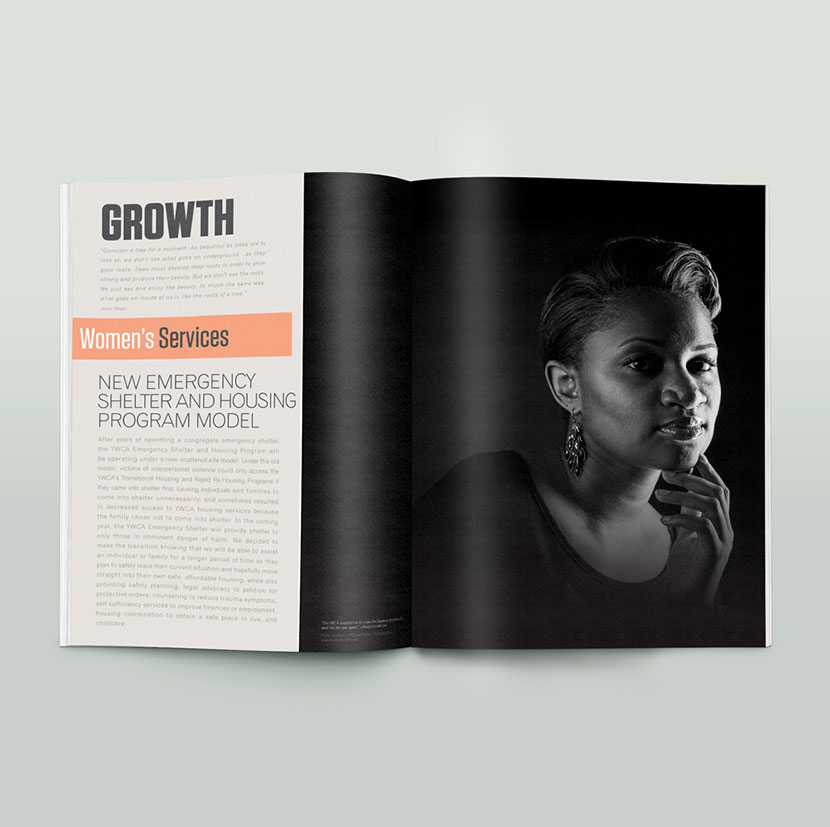 GROWTH
"Consider a tree for a moment. As beautiful as trees are to
look at, we don't see what goes on underground - as they
grow roots. Trees must develop deep roots in order to grow
strong and produce their beauty. But we don't see the roots.
We just see and enjoy the beauty. In much the same way,
what goes on inside of us is like the roots of a tree."
Women's Services
NEW EMERGENCY
SHELTER AND HOUSING
PROGRAM MODEL
After years of operating a congregate emergency shelter,
the YWCA Emergency Shelter and Housing Program will
be operating under a new, scattered site model. Under the old
model, victims of interpersonal violence could only access the
YWCA's Transitional Housing and Rapid Re-Housing Programs if
they came into shelter first; causing individuals and families to
come into shelter unnecessarily, and sometimes resulted
in decreased access to YWCA housing services because
the family chose not to come into shelter. In the coming
year, the YWCA Emergency Shelter will provide shelter to
only those in imminent danger of harm. We decided to
make the transition knowing that we will be able to assist
an individual or family for a longer period of time as they
plan to safely leave their current situation and hopefully move
straight into their own safe, affordable housing, while also
providing safety planning, legal advocacy to petition for
protective orders, counseling to reduce trauma symptoms,
self-sufficiency services to improve finances or employment,
housing coordination to obtain a safe place to live, and
childcare.